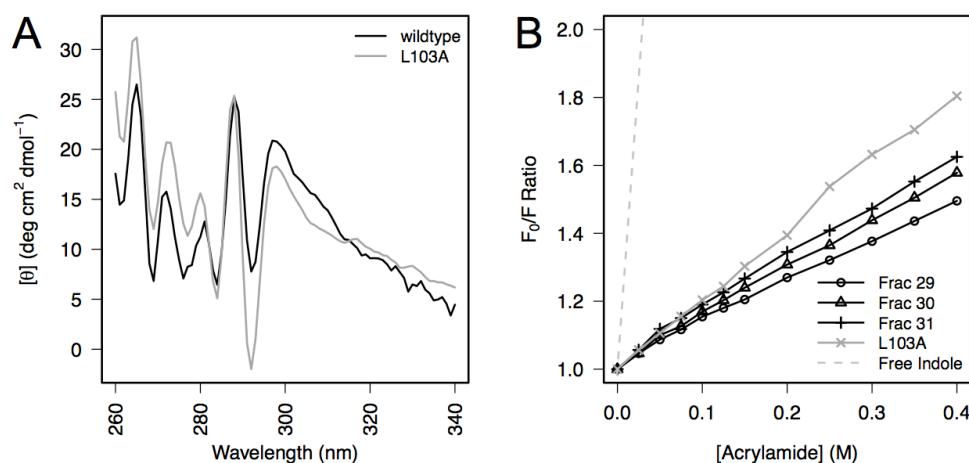 A
wildtype
L103A
[θ] (deg cm² dmol⁻¹)
30
25
20
15
10
5
0
260
280
300
320
340
Wavelength (nm)
B
F₀/F Ratio
2.0
1.8
1.6
1.4
1.2
1.0
Frac 29
Frac 30
Frac 31
L103A
Free Indole
0.0
0.1
0.2
0.3
0.4
[Acrylamide] (M)